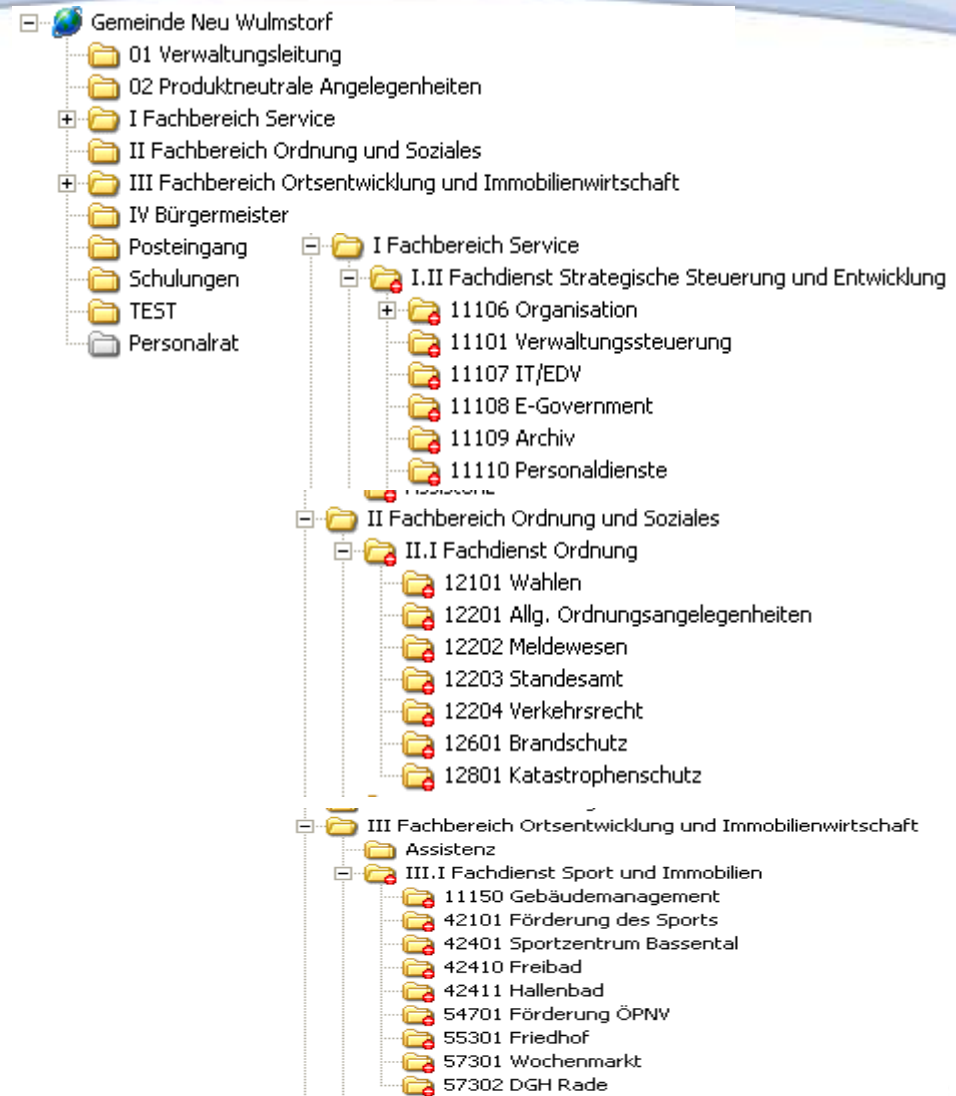 Gemeinde Neu Wulmstorf
01 Verwaltungsleitung
02 Produktneutrale Angelegenheiten
I Fachbereich Service
II Fachbereich Ordnung und Soziales
III Fachbereich Ortsentwicklung und Immobilienwirtschaft
IV Bürgermeister
Posteingang
Schulungen
TEST
Personalrat
I Fachbereich Service
I.II Fachdienst Strategische Steuerung und Entwicklung
11106 Organisation
11101 Verwaltungssteuerung
11107 IT/EDV
11108 E-Government
11109 Archiv
11110 Personaldienste
II Fachbereich Ordnung und Soziales
II.I Fachdienst Ordnung
12101 Wahlen
12201 Allg. Ordnungsangelegenheiten
12202 Meldewesen
12203 Standesamt
12204 Verkehrsrecht
12601 Brandschutz
12801 Katastrophenschutz
III Fachbereich Ortsentwicklung und Immobilienwirtschaft
Assistenz
III.I Fachdienst Sport und Immobilien
11150 Gebäudemanagement
42101 Förderung des Sports
42401 Sportzentrum Bassental
42410 Freibad
42411 Hallenbad
54701 Förderung ÖPNV
55301 Friedhof
57301 Wochenmarkt
57302 DGH Rade